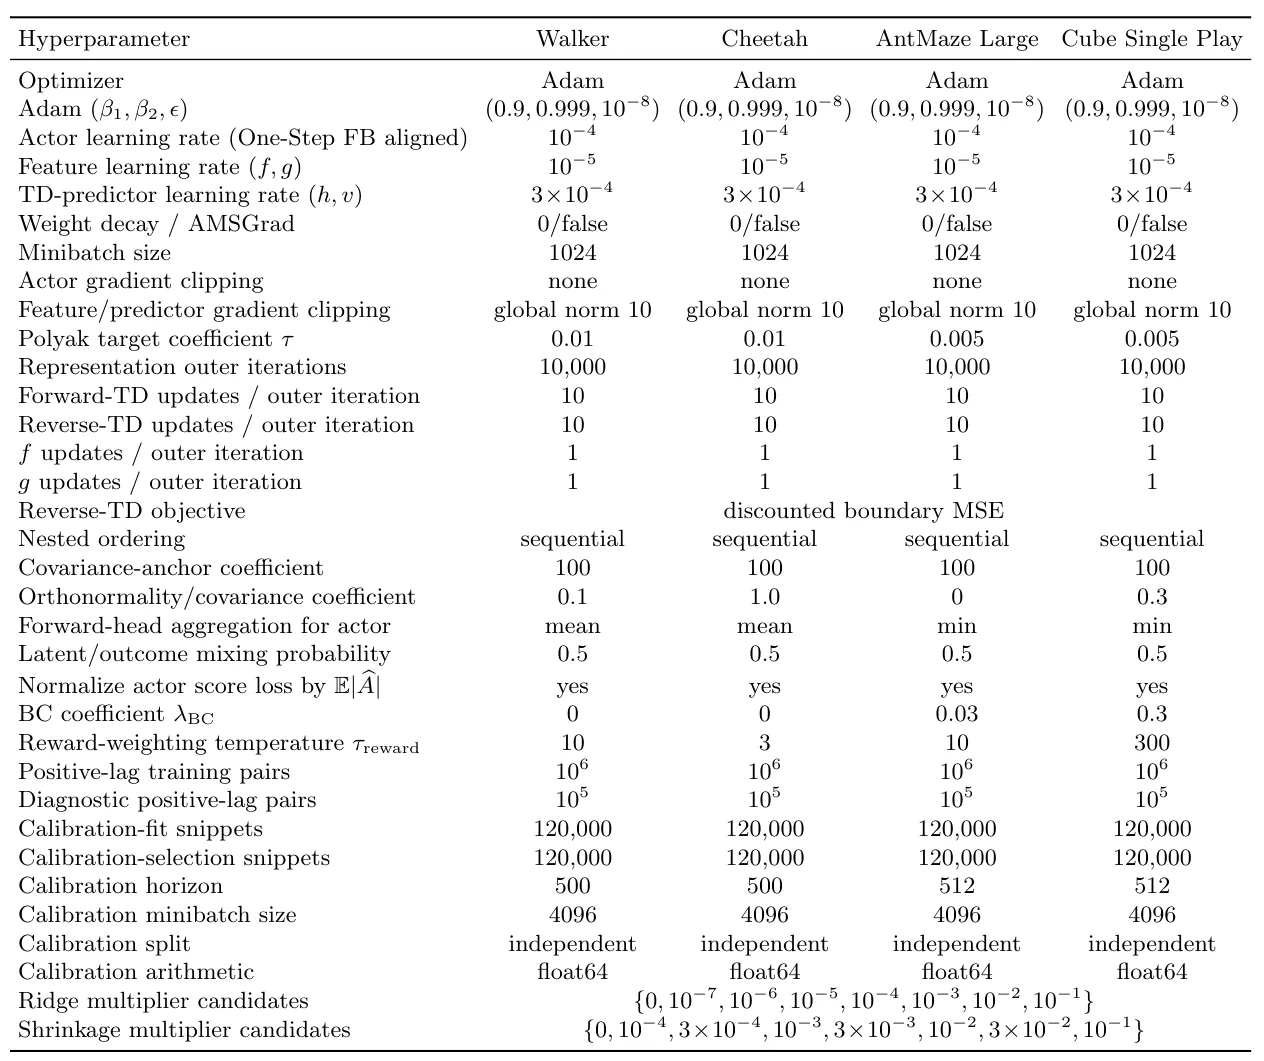 Hyperparameter Walker Cheetah AntMaze Large Cube Single Play
Optimizer Adam Adam Adam Adam
Adam (β₁, β₂, ϵ) (0.9, 0.999, 10⁻⁸) (0.9, 0.999, 10⁻⁸) (0.9, 0.999, 10⁻⁸) (0.9, 0.999, 10⁻⁸)
Actor learning rate (One-Step FB aligned) 10⁻⁴ 10⁻⁴ 10⁻⁴ 10⁻⁴
Feature learning rate (f, g) 10⁻⁵ 10⁻⁵ 10⁻⁵ 10⁻⁵
TD-predictor learning rate (h, v) 3×10⁻⁴ 3×10⁻⁴ 3×10⁻⁴ 3×10⁻⁴
Weight decay / AMSGrad 0/false 0/false 0/false 0/false
Minibatch size 1024 1024 1024 1024
Actor gradient clipping none none none none
Feature/predictor gradient clipping global norm 10 global norm 10 global norm 10 global norm 10
Polyak target coefficient τ 0.01 0.01 0.005 0.005
Representation outer iterations 10,000 10,000 10,000 10,000
Forward-TD updates / outer iteration 10 10 10 10
Reverse-TD updates / outer iteration 10 10 10 10
f updates / outer iteration 1 1 1 1
g updates / outer iteration 1 1 1 1
Reverse-TD objective discounted boundary MSE
Nested ordering sequential sequential sequential sequential
Covariance-anchor coefficient 100 100 100 100
Orthonormality/covariance coefficient 0.1 1.0 0 0.3
Forward-head aggregation for actor mean mean min min
Latent/outcome mixing probability 0.5 0.5 0.5 0.5
Normalize actor score loss by 𝔼|Â| yes yes yes yes
BC coefficient λ_BC 0 0 0.03 0.3
Reward-weighting temperature τ_reward 10 3 10 300
Positive-lag training pairs 10⁶ 10⁶ 10⁶ 10⁶
Diagnostic positive-lag pairs 10⁵ 10⁵ 10⁵ 10⁵
Calibration-fit snippets 120,000 120,000 120,000 120,000
Calibration-selection snippets 120,000 120,000 120,000 120,000
Calibration horizon 500 500 512 512
Calibration minibatch size 4096 4096 4096 4096
Calibration split independent independent independent independent
Calibration arithmetic float64 float64 float64 float64
Ridge multiplier candidates {0, 10⁻⁷, 10⁻⁶, 10⁻⁵, 10⁻⁴, 10⁻³, 10⁻², 10⁻¹}
Shrinkage multiplier candidates {0, 10⁻⁴, 3×10⁻⁴, 10⁻³, 3×10⁻³, 10⁻², 3×10⁻², 10⁻¹}